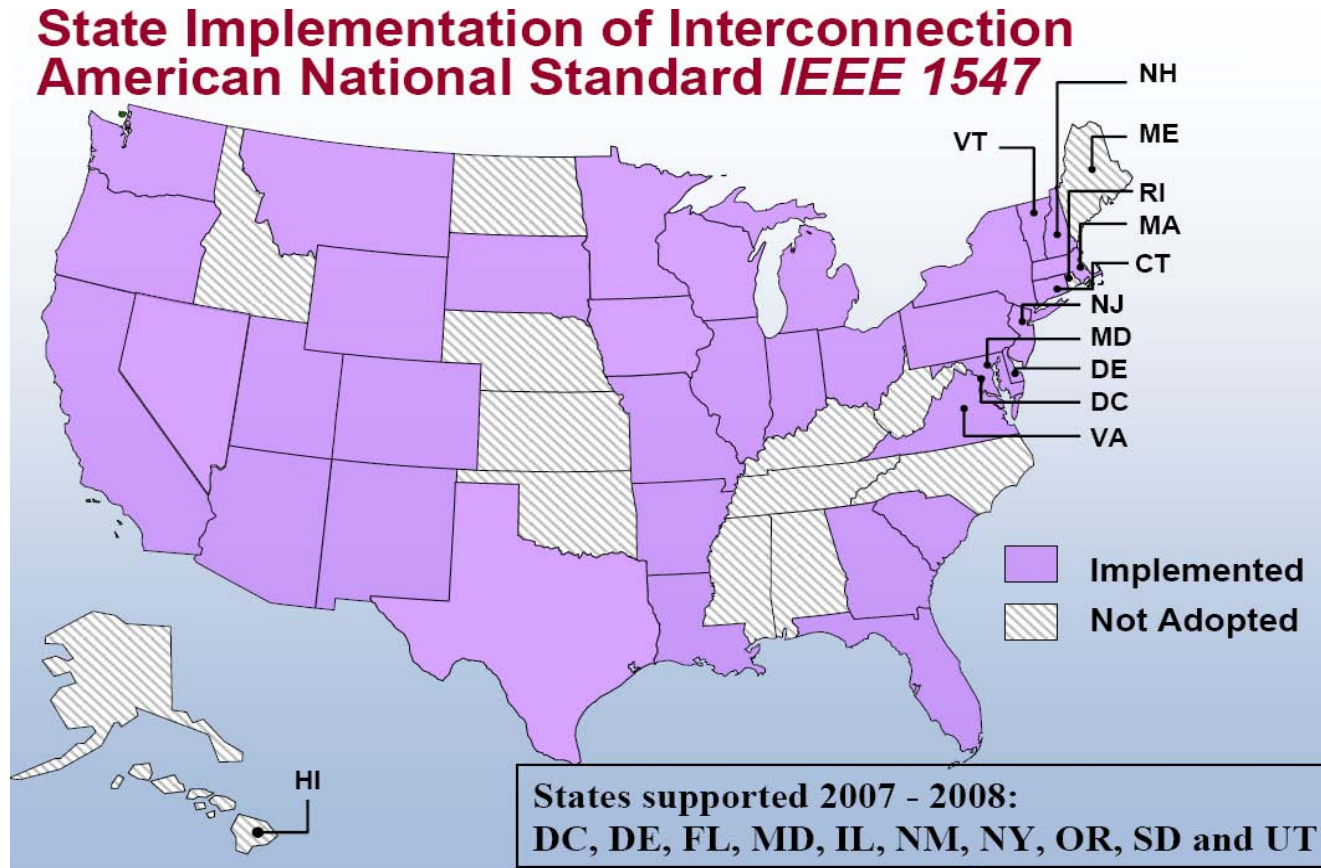 State Implementation of Interconnection
American National Standard IEEE 1547
NH
VT
ME
RI
MA
CT
NJ
MD
DE
DC
VA
Implemented
Not Adopted
HI
States supported 2007 - 2008:
DC, DE, FL, MD, IL, NM, NY, OR, SD and UT